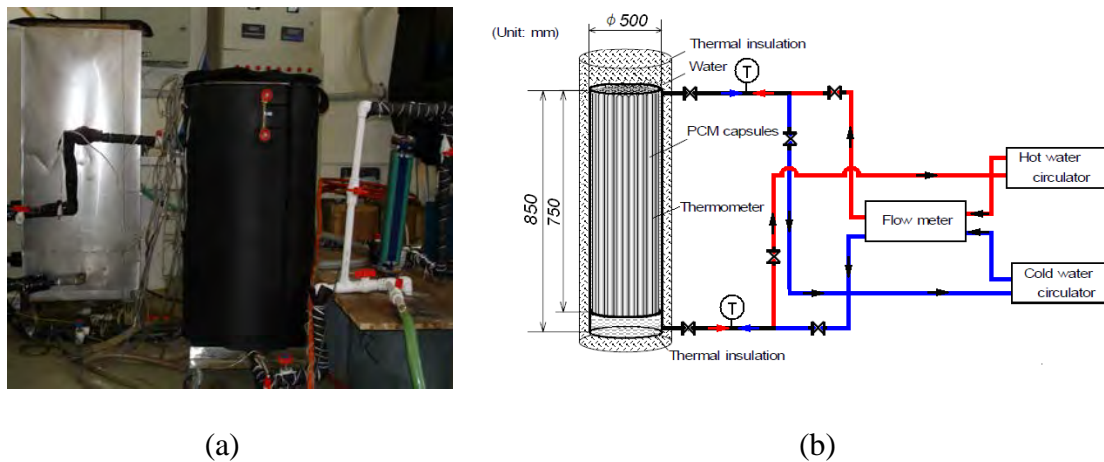 (Unit: mm)
ϕ 500
Thermal insulation
Water
T
PCM capsules
850
750
Thermometer
Hot water
circulator
Flow meter
Cold water
circulator
T
Thermal insulation
(a)
(b)